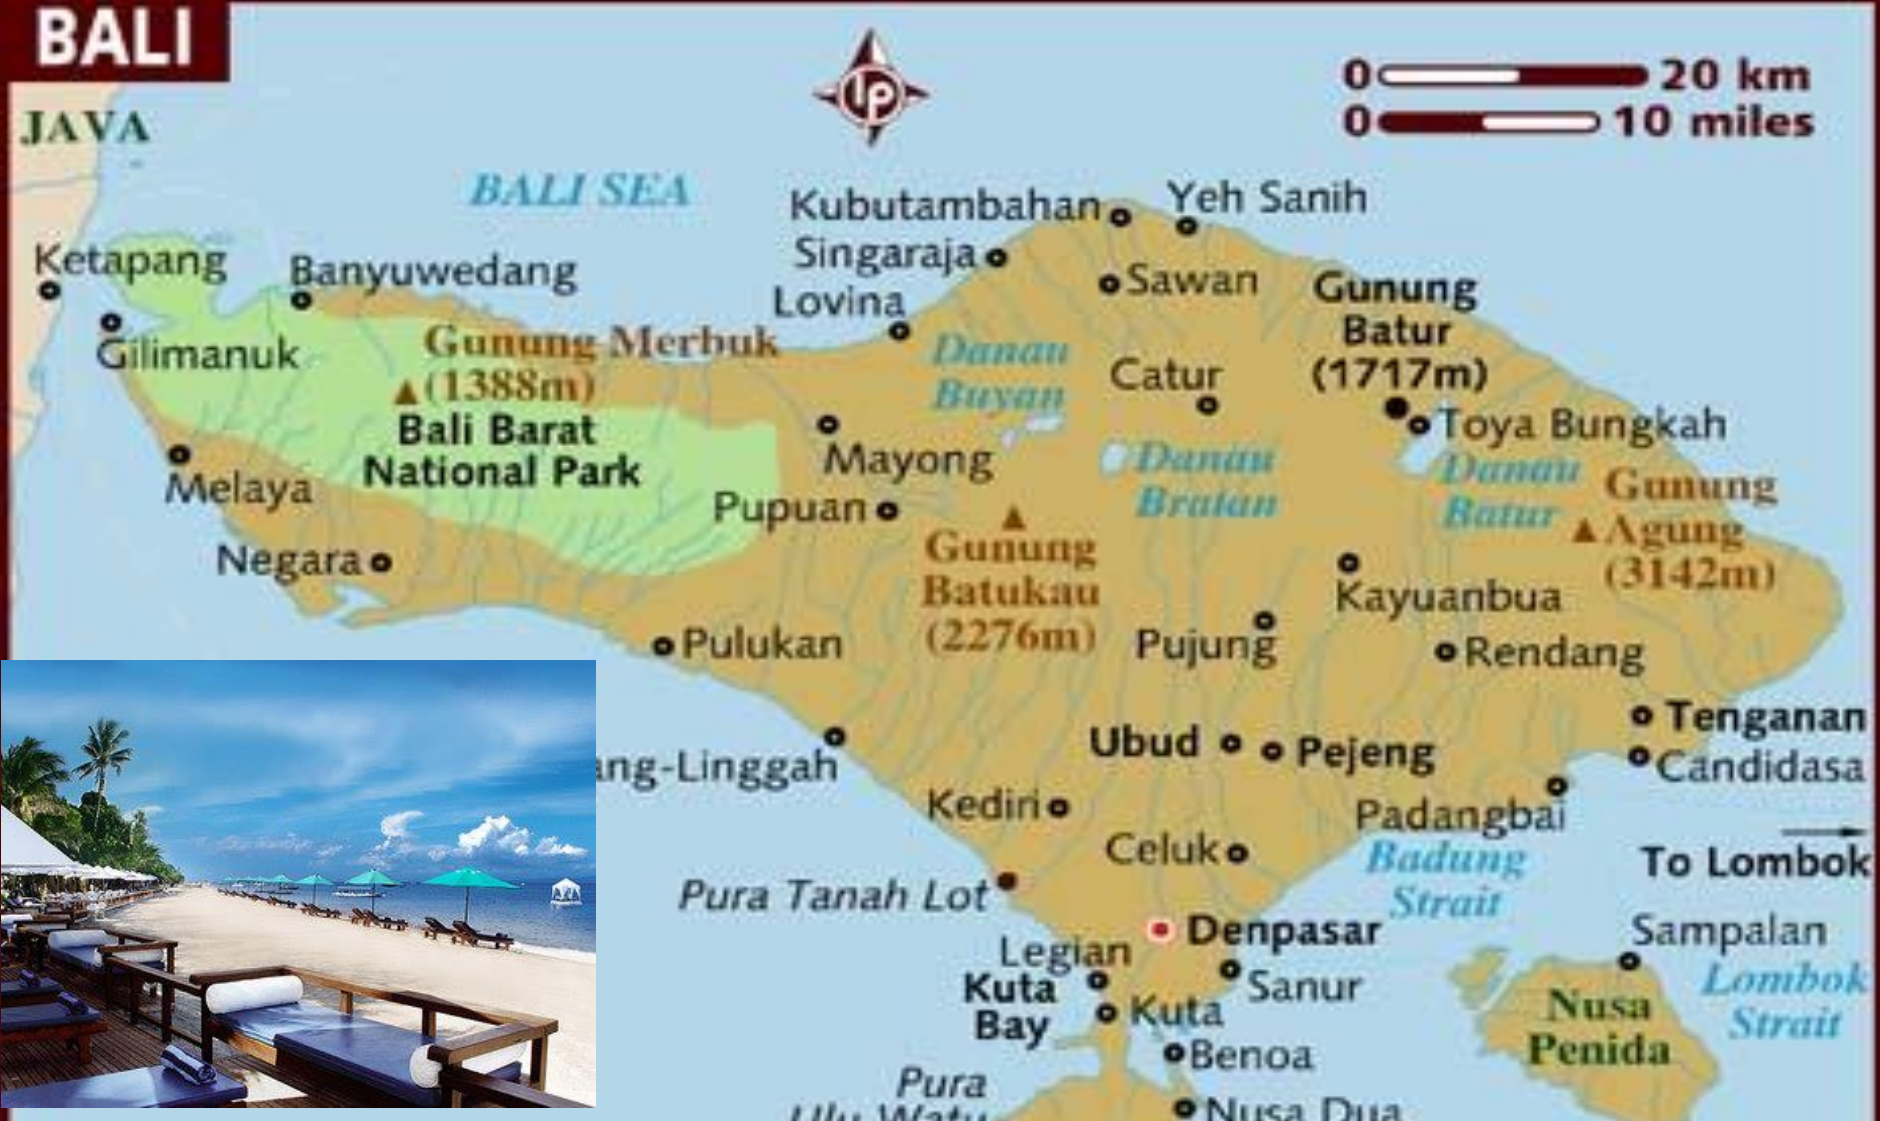 BALI
0 20 km
0 10 miles
JAVA
lp
BALI SEA
Kubutambahan
Yeh Sanih
Singaraja
Ketapang
Banyuwedang
Sawan
Gunung
Batur
(1717m)
Lovina
Gilimanuk
Gunung Merbuk
(1388m)
Danau
Buyan
Catur
Bali Barat
National Park
Toya Bungkah
Mayong
Danau
Bratan
Danau
Batur
Gunung
Agung
(3142m)
Melaya
Pupuan
Negara
Gunung
Batukau
(2276m)
Kayuanbua
Pulukan
Pujung
Rendang
Tenganan
Ubud
Pejeng
ang-Linggah
Candidasa
Kediri
Padangbai
Celuk
Badung
Strait
To Lombok
Pura Tanah Lot
Denpasar
Sampalan
Legian
Kuta
Bay
Sanur
Kuta
Lombok
Strait
Nusa
Penida
Benoa
Pura
Ulu Watu
Nusa Dua